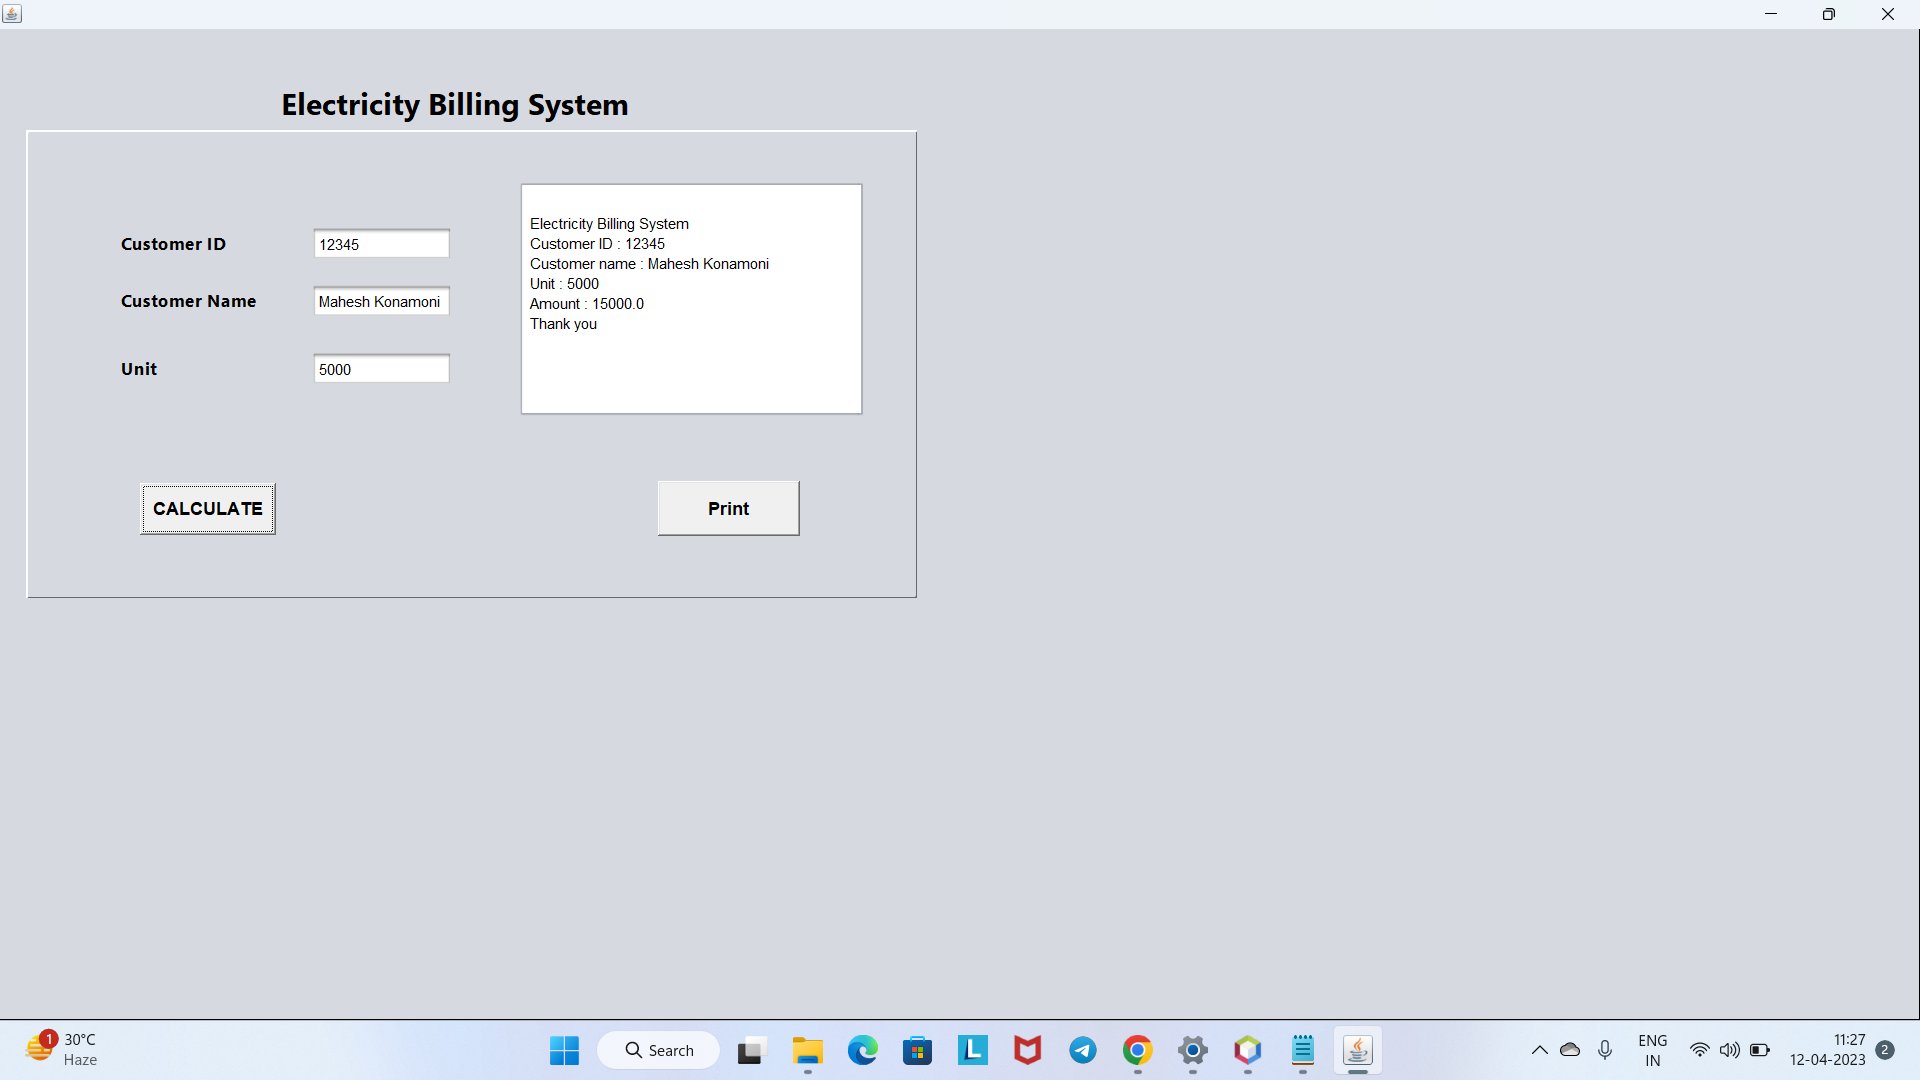 Electricity Billing System
Customer ID
12345
Customer Name
Mahesh Konamoni
Unit
5000
Electricity Billing System
Customer ID : 12345
Customer name : Mahesh Konamoni
Unit : 5000
Amount : 15000.0
Thank you
CALCULATE
Print
1
30°C
Haze
Search
L
ENG
IN
11:27
12-04-2023
2